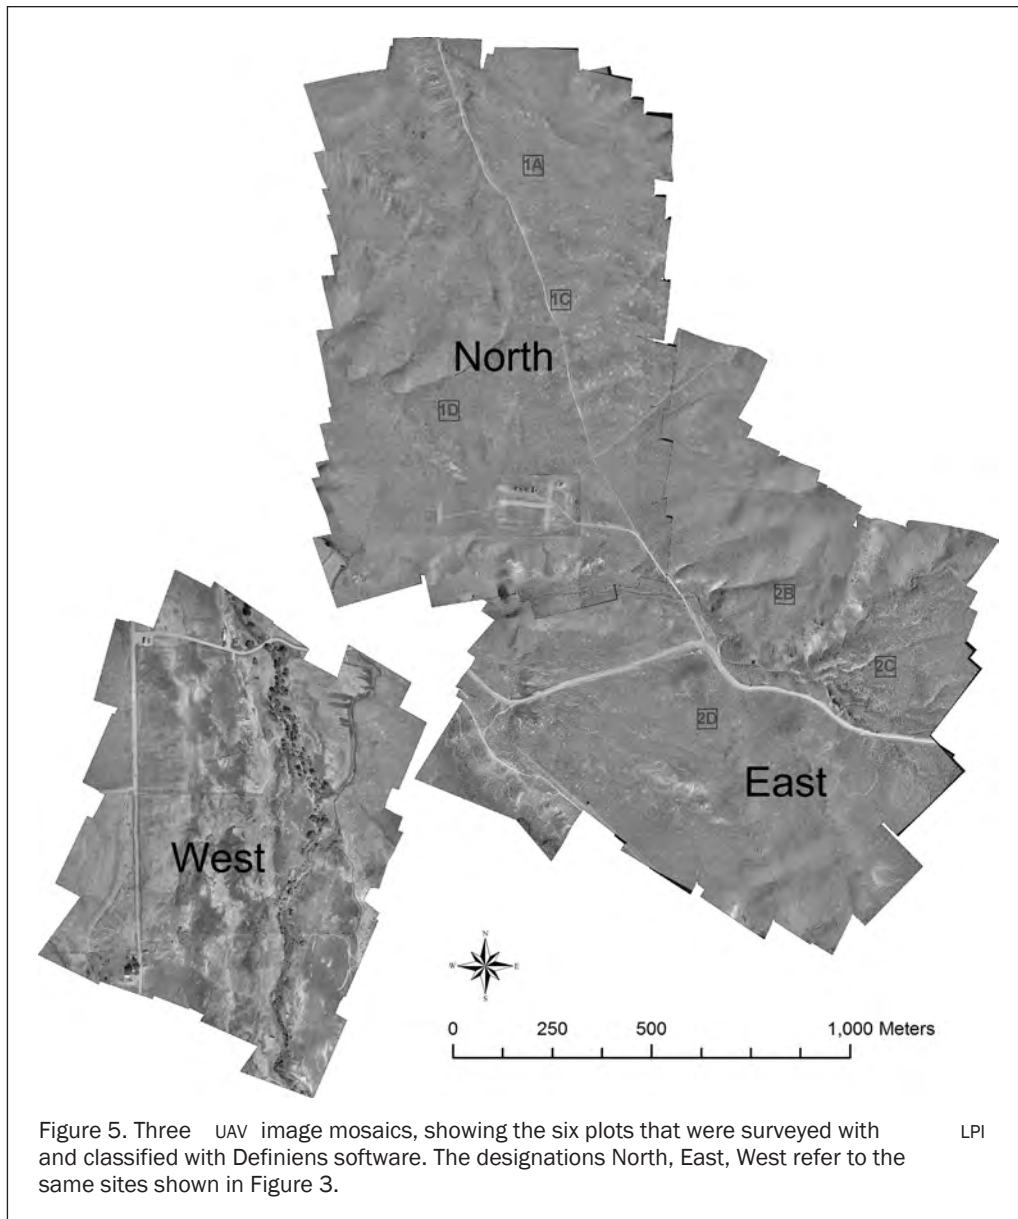 1A
1C
North
1D
2B
2C
2D
East
West
N
W E
S
0 250 500 1,000 Meters
Figure 5. Three UAV image mosaics, showing the six plots that were surveyed with LPI
and classified with Definiens software. The designations North, East, West refer to the
same sites shown in Figure 3.